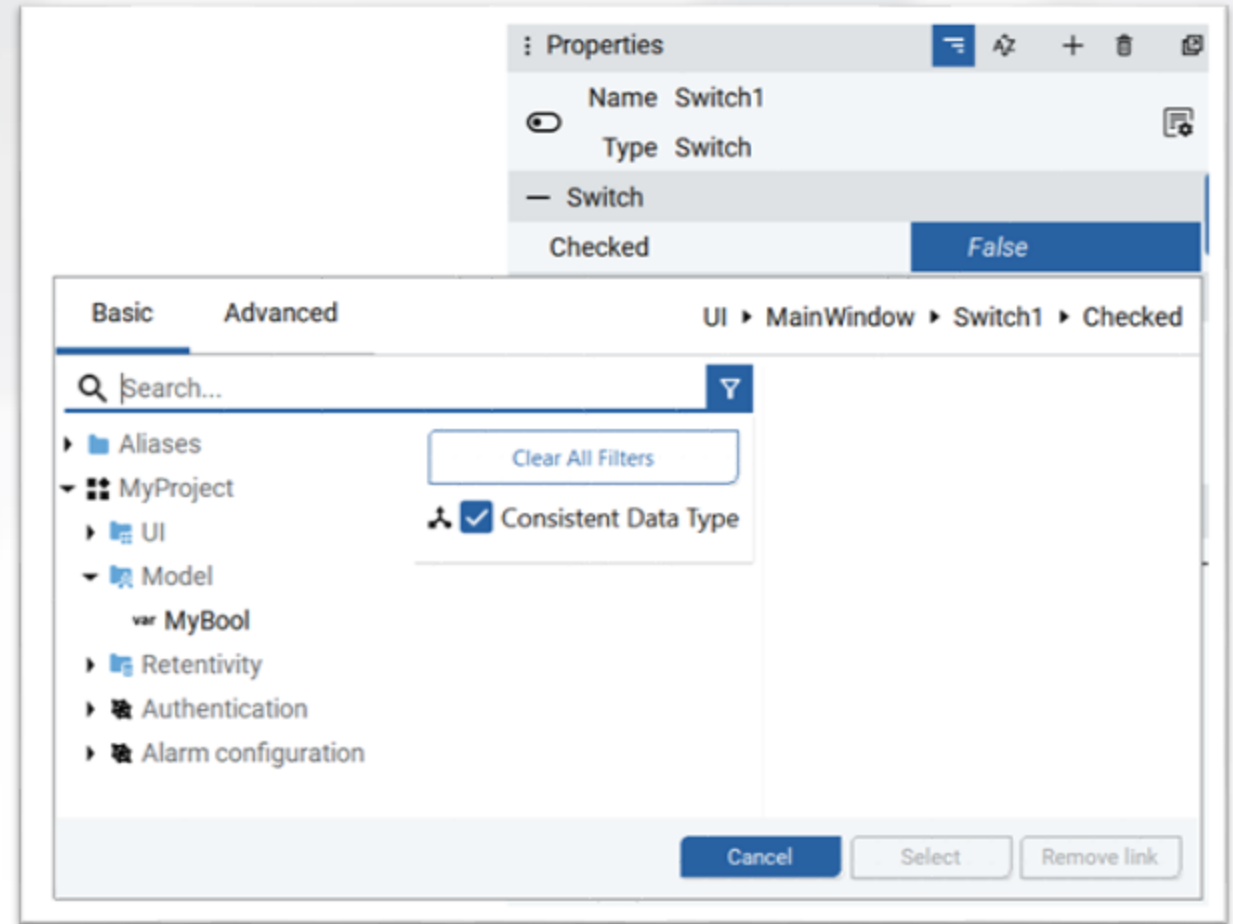 Properties
Name Switch1
Type Switch
Switch
Checked False
Basic Advanced UI MainWindow Switch1 Checked
Search...
Aliases
Clear All Filters
MyProject
Consistent Data Type
UI
Model
var MyBool
Retentivity
Authentication
Alarm configuration
Cancel Select Remove link